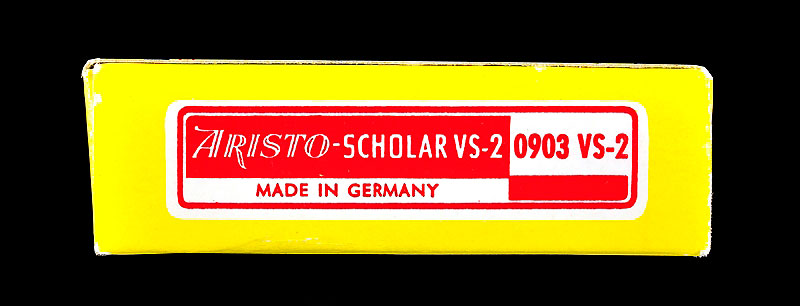 ARISTO-SCHOLAR VS-2 0903 VS-2
MADE IN GERMANY